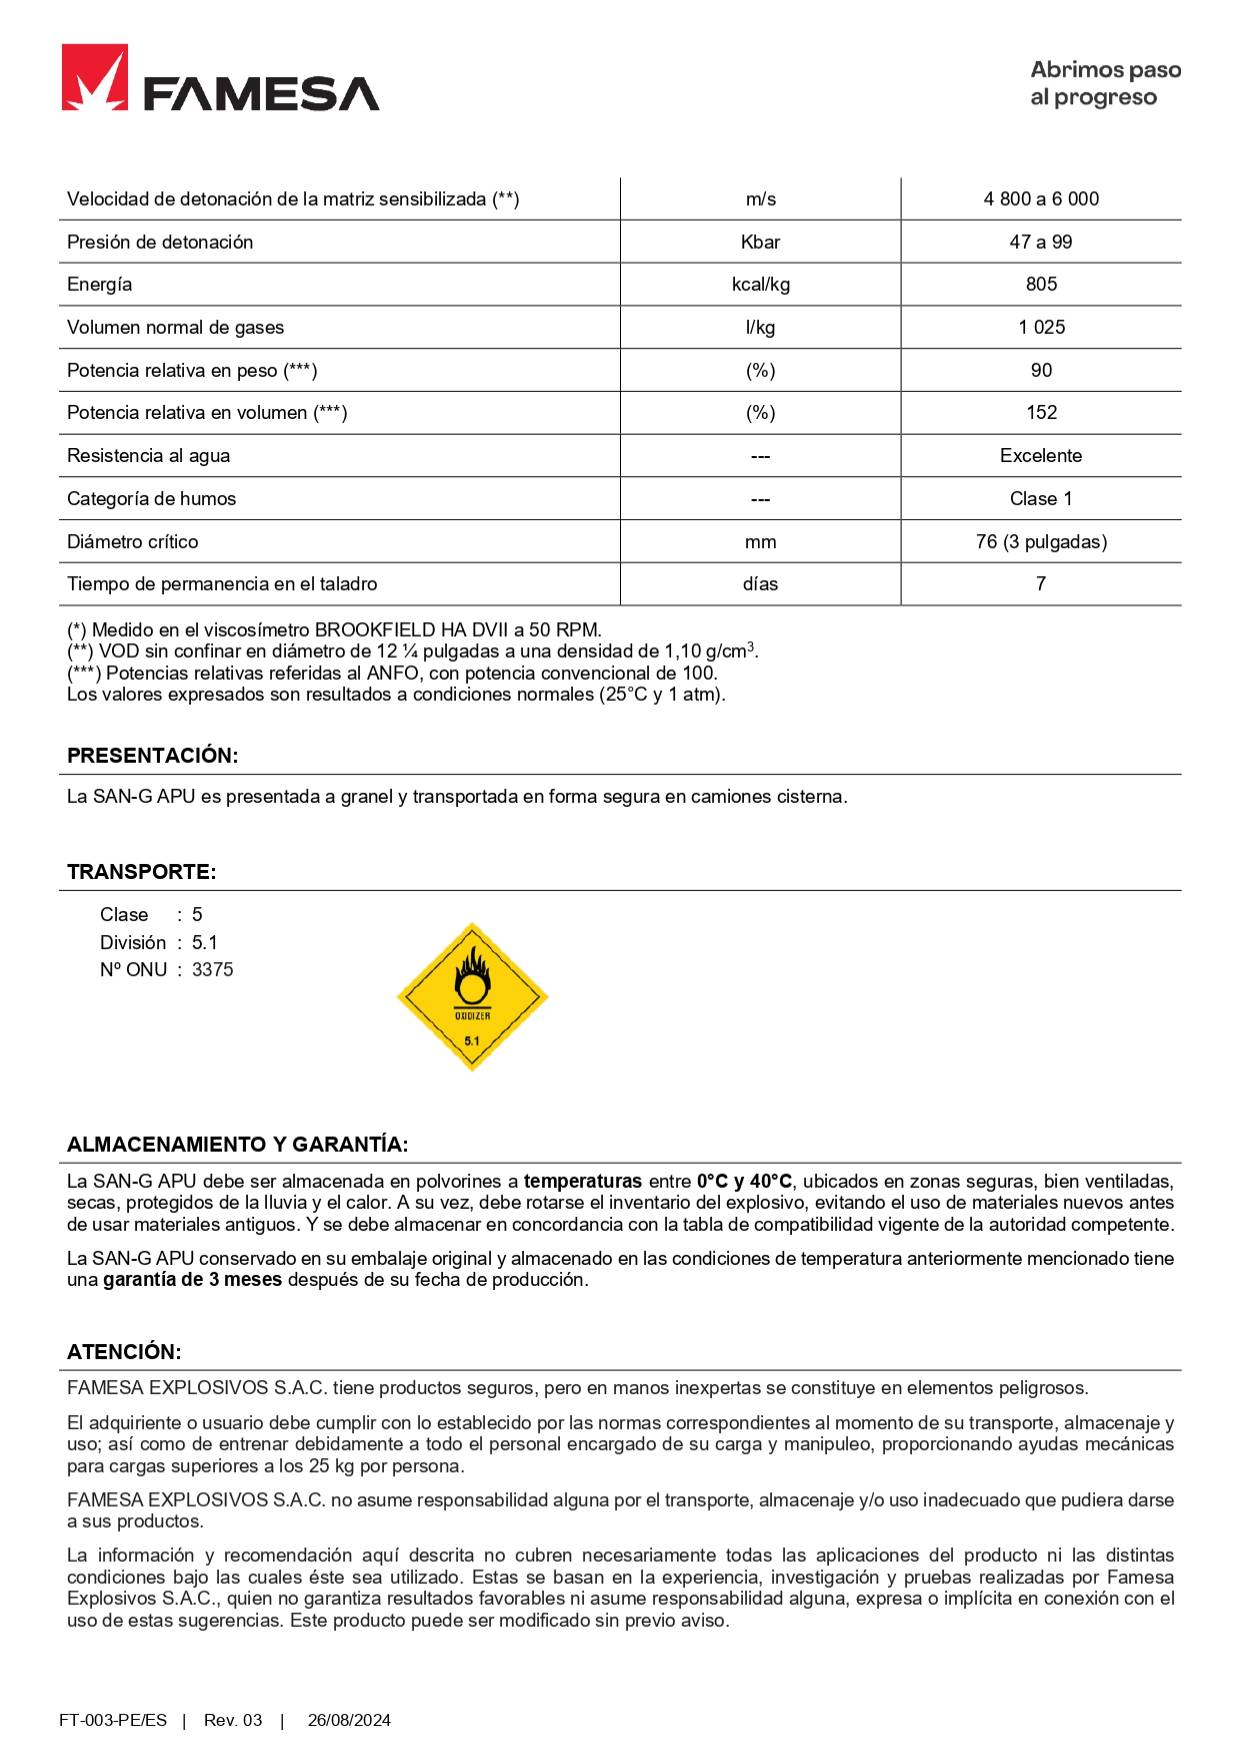 FAMESA
Abrimos paso
al progreso
Velocidad de detonación de la matriz sensibilizada (**) m/s 4 800 a 6 000
Presión de detonación Kbar 47 a 99
Energía kcal/kg 805
Volumen normal de gases l/kg 1 025
Potencia relativa en peso (***) (%) 90
Potencia relativa en volumen (***) (%) 152
Resistencia al agua --- Excelente
Categoría de humos --- Clase 1
Diámetro crítico mm 76 (3 pulgadas)
Tiempo de permanencia en el taladro días 7
(*) Medido en el viscosímetro BROOKFIELD HA DVII a 50 RPM.
(**) VOD sin confinar en diámetro de 12 ¼ pulgadas a una densidad de 1,10 g/cm³.
(***) Potencias relativas referidas al ANFO, con potencia convencional de 100.
Los valores expresados son resultados a condiciones normales (25°C y 1 atm).
PRESENTACIÓN:
La SAN-G APU es presentada a granel y transportada en forma segura en camiones cisterna.
TRANSPORTE:
Clase : 5
División : 5.1
Nº ONU : 3375
OXIDIZER
5.1
ALMACENAMIENTO Y GARANTÍA:
La SAN-G APU debe ser almacenada en polvorines a temperaturas entre 0°C y 40°C, ubicados en zonas seguras, bien ventiladas,
secas, protegidos de la lluvia y el calor. A su vez, debe rotarse el inventario del explosivo, evitando el uso de materiales nuevos antes
de usar materiales antiguos. Y se debe almacenar en concordancia con la tabla de compatibilidad vigente de la autoridad competente.
La SAN-G APU conservado en su embalaje original y almacenado en las condiciones de temperatura anteriormente mencionado tiene
una garantía de 3 meses después de su fecha de producción.
ATENCIÓN:
FAMESA EXPLOSIVOS S.A.C. tiene productos seguros, pero en manos inexpertas se constituye en elementos peligrosos.
El adquiriente o usuario debe cumplir con lo establecido por las normas correspondientes al momento de su transporte, almacenaje y
uso; así como de entrenar debidamente a todo el personal encargado de su carga y manipuleo, proporcionando ayudas mecánicas
para cargas superiores a los 25 kg por persona.
FAMESA EXPLOSIVOS S.A.C. no asume responsabilidad alguna por el transporte, almacenaje y/o uso inadecuado que pudiera darse
a sus productos.
La información y recomendación aquí descrita no cubren necesariamente todas las aplicaciones del producto ni las distintas
condiciones bajo las cuales éste sea utilizado. Estas se basan en la experiencia, investigación y pruebas realizadas por Famesa
Explosivos S.A.C., quien no garantiza resultados favorables ni asume responsabilidad alguna, expresa o implícita en conexión con el
uso de estas sugerencias. Este producto puede ser modificado sin previo aviso.
FT-003-PE/ES | Rev. 03 | 26/08/2024